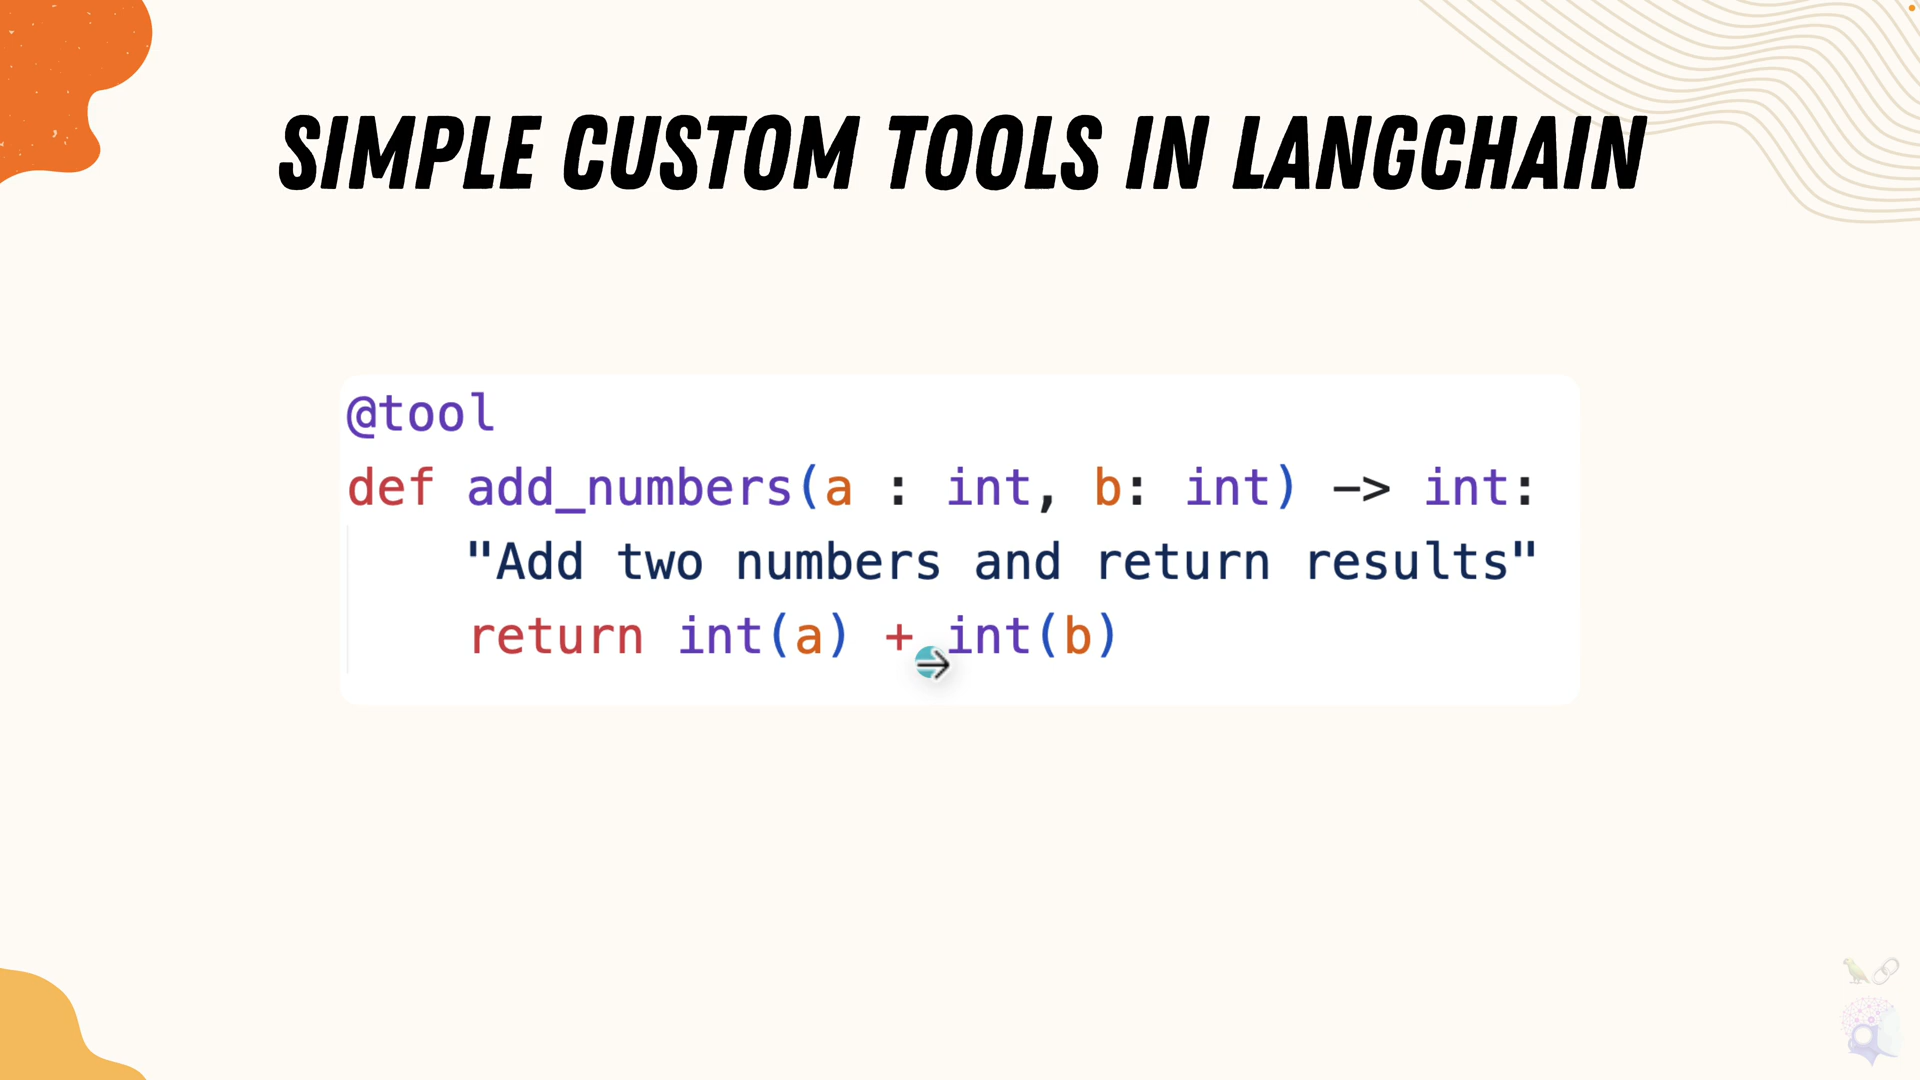 SIMPLE CUSTOM TOOLS IN LANGCHAIN
@tool
def add_numbers(a : int, b: int) -> int:
    "Add two numbers and return results"
    return int(a) + int(b)